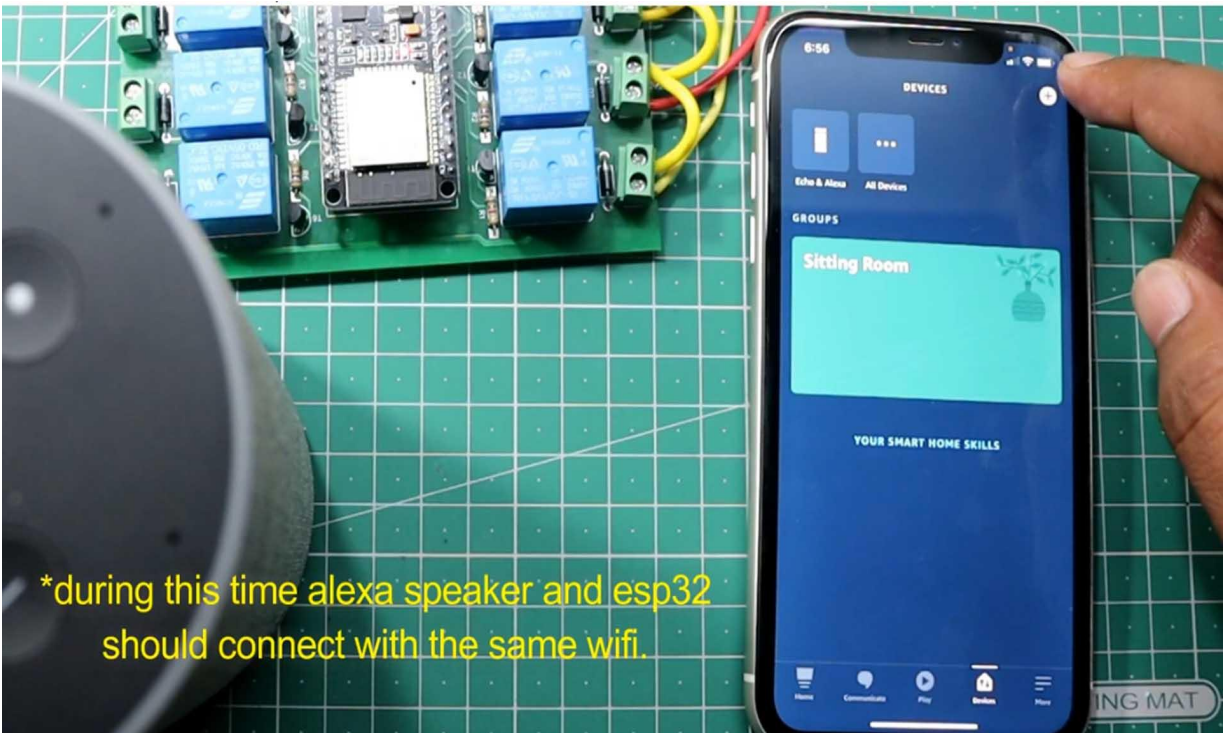 6:56
DEVICES
Echo & Alexa
All Devices
GROUPS
Sitting Room
YOUR SMART HOME SKILLS
*during this time alexa speaker and esp32
should connect with the same wifi.
Home
Communicate
Play
Devices
More
ING MAT